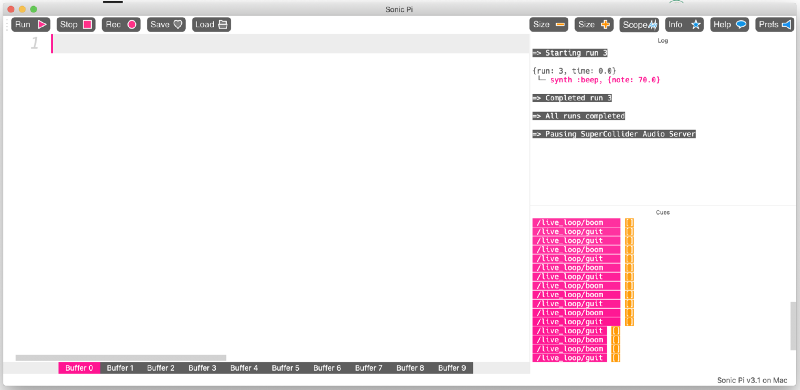 Sonic Pi
Run Stop Rec Save Load Size Size Scope Info Help Prefs
1
Log
=> Starting run 3
{run: 3, time: 0.0}
└─ synth :beep, {note: 70.0}
=> Completed run 3
=> All runs completed
=> Pausing SuperCollider Audio Server
Cues
/live_loop/boom
/live_loop/guit
/live_loop/guit
/live_loop/boom
/live_loop/guit
/live_loop/boom
/live_loop/guit
/live_loop/boom
/live_loop/guit
/live_loop/guit
/live_loop/boom
/live_loop/guit
/live_loop/guit
/live_loop/boom
/live_loop/boom
/live_loop/guit
Buffer 0 Buffer 1 Buffer 2 Buffer 3 Buffer 4 Buffer 5 Buffer 6 Buffer 7 Buffer 8 Buffer 9
Sonic Pi v3.1 on Mac